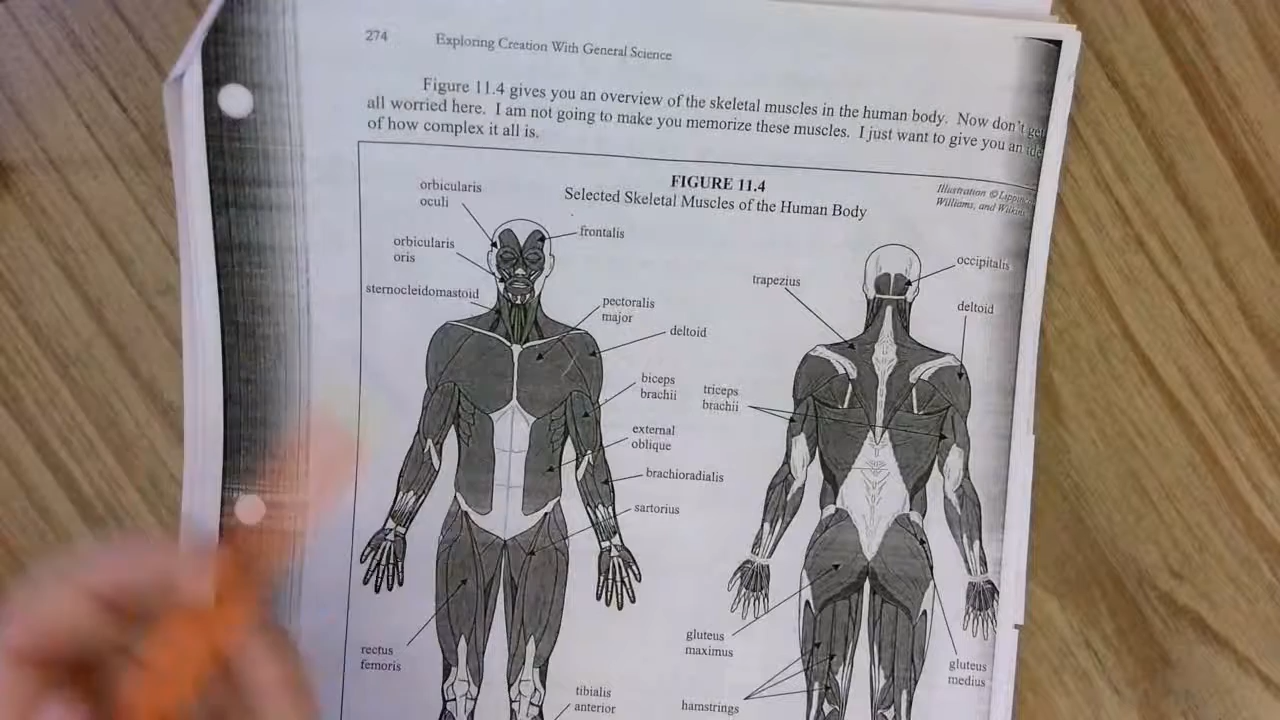 274
Exploring Creation With General Science
Figure 11.4 gives you an overview of the skeletal muscles in the human body. Now don't get
all worried here. I am not going to make you memorize these muscles. I just want to give you an
of how complex it all is.
FIGURE 11.4
Selected Skeletal Muscles of the Human Body
Illustration ©
Williams, and
orbicularis
oculi
frontalis
orbicularis
oris
sternocleidomastoid
pectoralis
major
deltoid
biceps
brachii
external
oblique
brachioradialis
sartorius
rectus
femoris
tibialis
anterior
trapezius
occipitalis
deltoid
triceps
brachii
gluteus
maximus
gluteus
medius
hamstrings